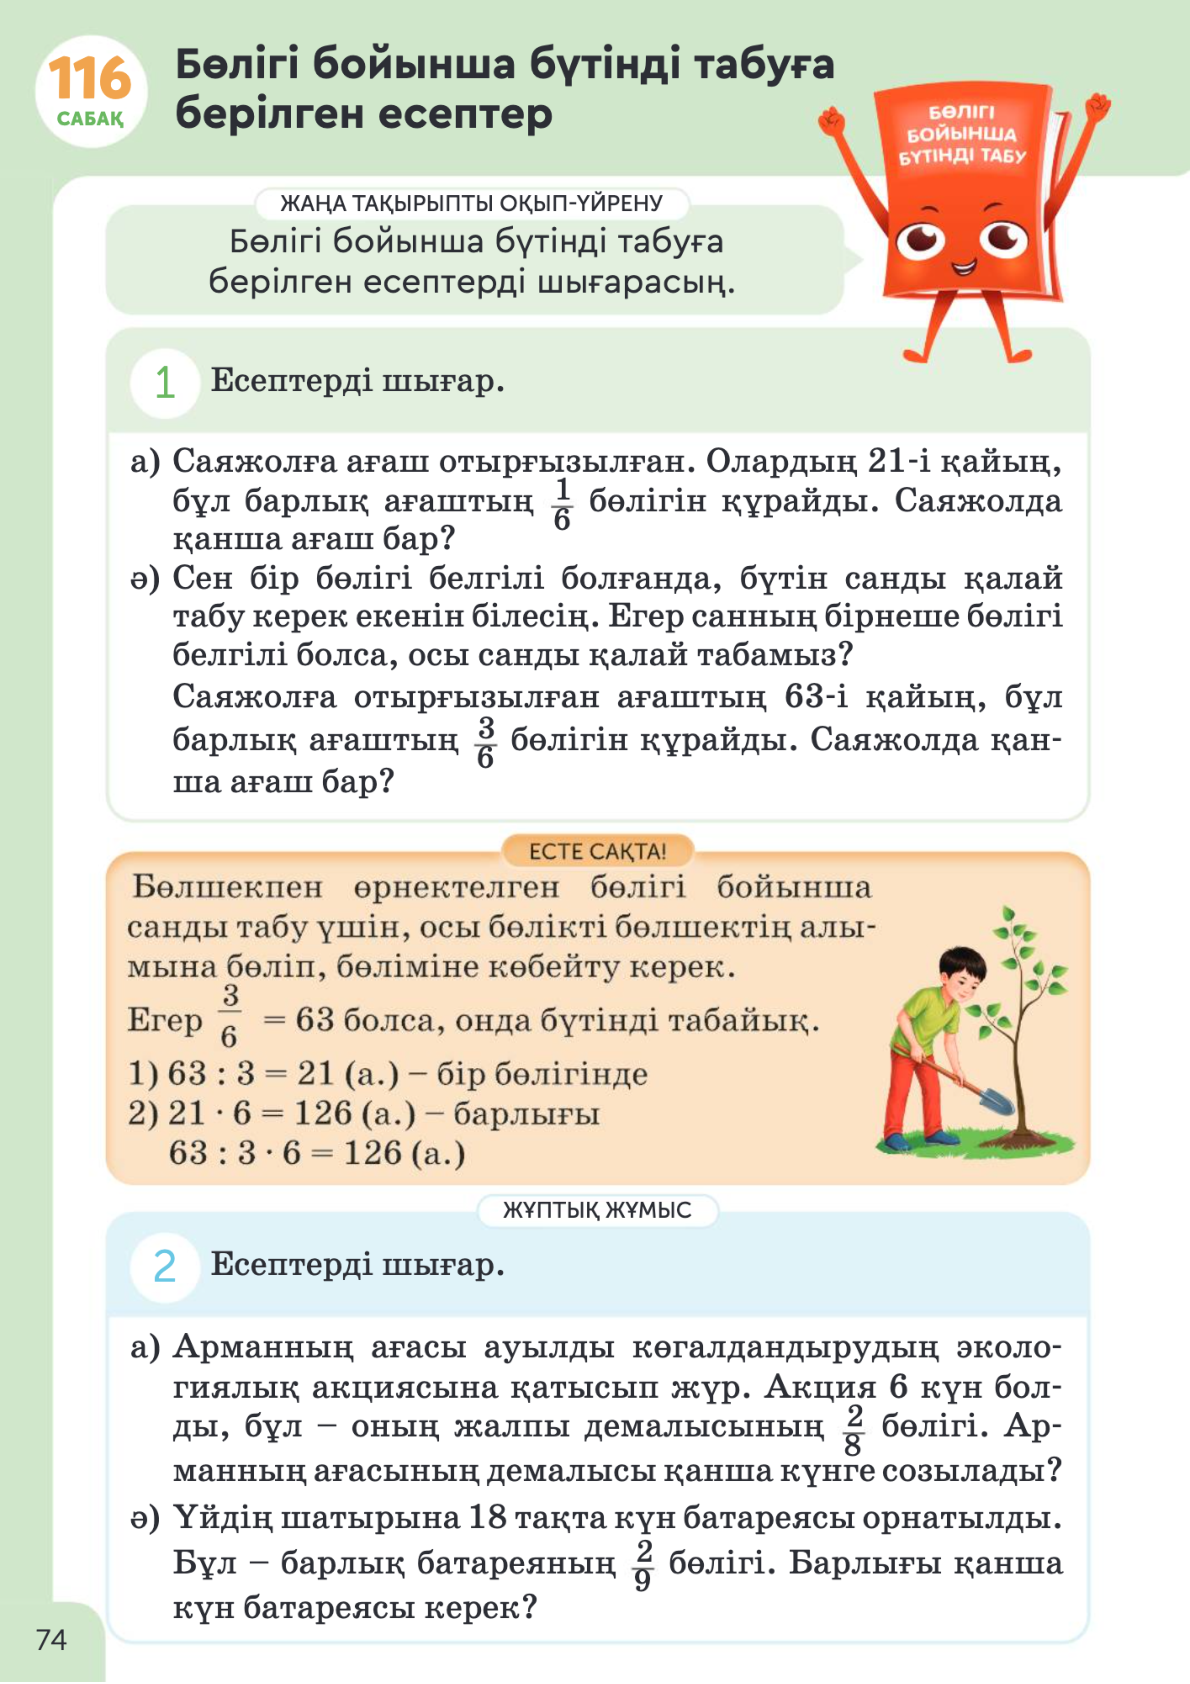 116
САБАҚ
Бөлігі бойынша бүтінді табуға
берілген есептер
БӨЛІГІ
БОЙЫНША
БҮТІНДІ ТАБУ
ЖАҢА ТАҚЫРЫПТЫ ОҚЫП-ҮЙРЕНУ
Бөлігі бойынша бүтінді табуға
берілген есептерді шығарасың.
1 Есептерді шығар.
а) Саяжолға ағаш отырғызылған. Олардың 21-і қайың,
бұл барлық ағаштың 1/6 бөлігін құрайды. Саяжолда
қанша ағаш бар?
ә) Сен бір бөлігі белгілі болғанда, бүтін санды қалай
табу керек екенін білесің. Егер санның бірнеше бөлігі
белгілі болса, осы санды қалай табамыз?
Саяжолға отырғызылған ағаштың 63-і қайың, бұл
барлық ағаштың 3/6 бөлігін құрайды. Саяжолда қан-
ша ағаш бар?
ЕСТЕ САҚТА!
Бөлшекпен өрнектелген бөлігі бойынша
санды табу үшін, осы бөлікті бөлшектің алы-
мына бөліп, бөліміне көбейту керек.
Егер 3/6 = 63 болса, онда бүтінді табайық.
1) 63 : 3 = 21 (а.) – бір бөлігінде
2) 21 · 6 = 126 (а.) – барлығы
63 : 3 · 6 = 126 (а.)
ЖҰПТЫҚ ЖҰМЫС
2 Есептерді шығар.
а) Арманның ағасы ауылды көгалдандырудың эколо-
гиялық акциясына қатысып жүр. Акция 6 күн бол-
ды, бұл – оның жалпы демалысының 2/8 бөлігі. Ар-
манның ағасының демалысы қанша күнге созылады?
ә) Үйдің шатырына 18 тақта күн батареясы орнатылды.
Бұл – барлық батареяның 2/9 бөлігі. Барлығы қанша
күн батареясы керек?
74